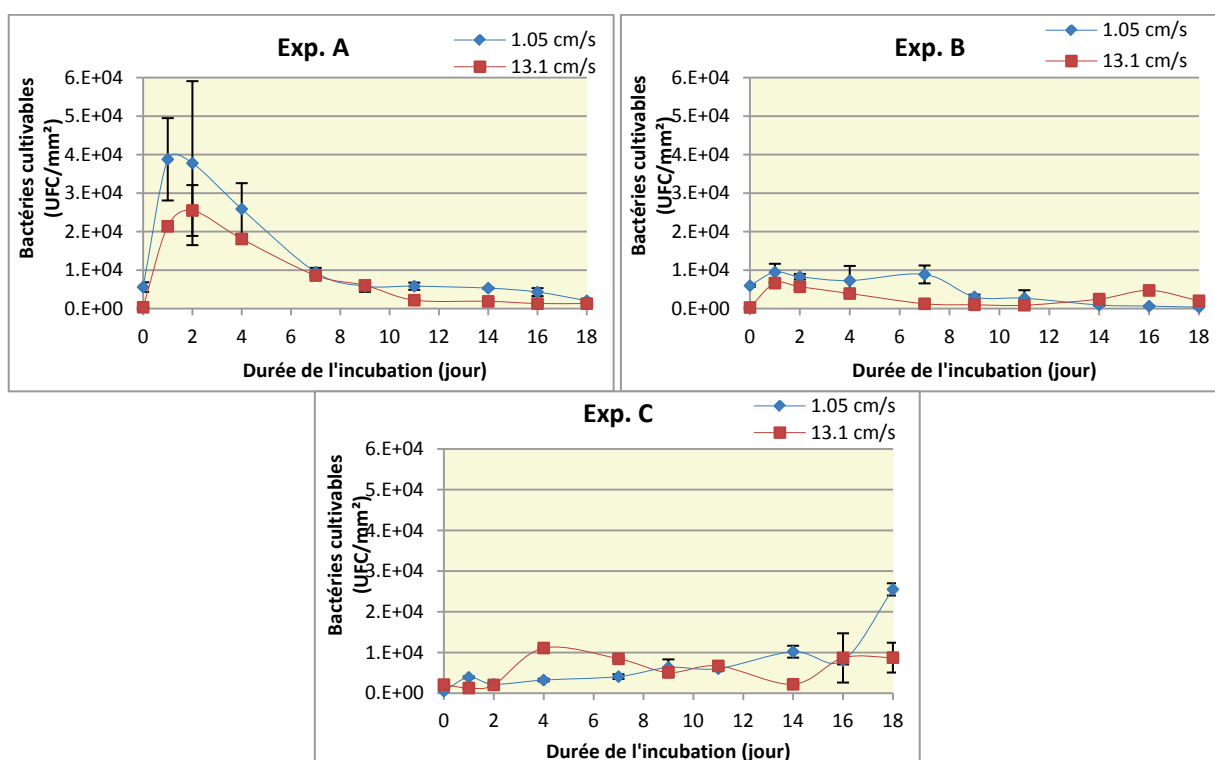 Exp. A
1.05 cm/s
13.1 cm/s
Bactéries cultivables
(UFC/mm²)
6.E+04
5.E+04
4.E+04
3.E+04
2.E+04
1.E+04
0.E+00
0 2 4 6 8 10 12 14 16 18
Durée de l'incubation (jour)
Exp. B
1.05 cm/s
13.1 cm/s
Bactéries cultivables
(UFC/mm²)
6.E+04
5.E+04
4.E+04
3.E+04
2.E+04
1.E+04
0.E+00
0 2 4 6 8 10 12 14 16 18
Durée de l'incubation (jour)
Exp. C
1.05 cm/s
13.1 cm/s
Bactéries cultivables
(UFC/mm²)
6.E+04
5.E+04
4.E+04
3.E+04
2.E+04
1.E+04
0.E+00
0 2 4 6 8 10 12 14 16 18
Durée de l'incubation (jour)